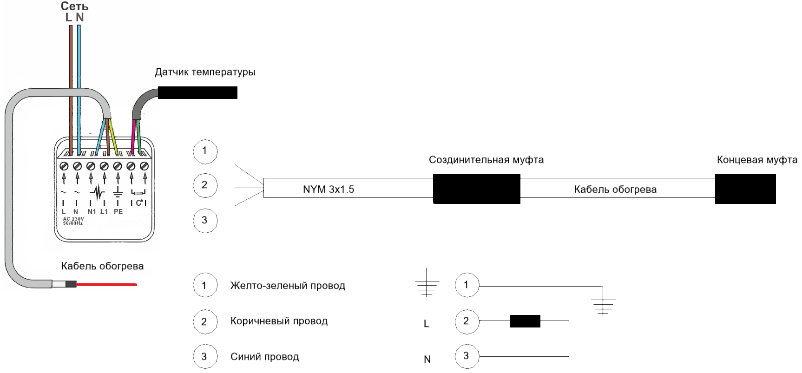 Сеть
L N
Датчик температуры
~ ~
L N N1 L1 PE C°
AC 230V
50/60Hz
Кабель обогрева
1
2
3
NYM 3x1.5
Создинительная муфта
Кабель обогрева
Концевая муфта
1 Желто-зеленый провод
2 Коричневый провод
3 Синий провод
1
L 2
N 3